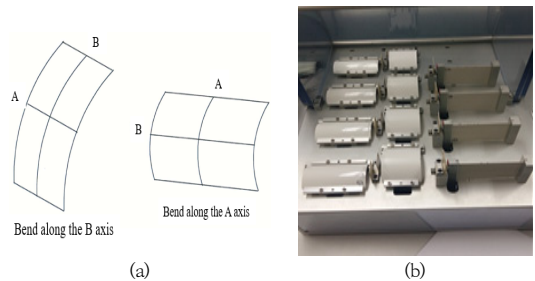 B
A
A
B
Bend along the B axis
Bend along the A axis
(a)
(b)